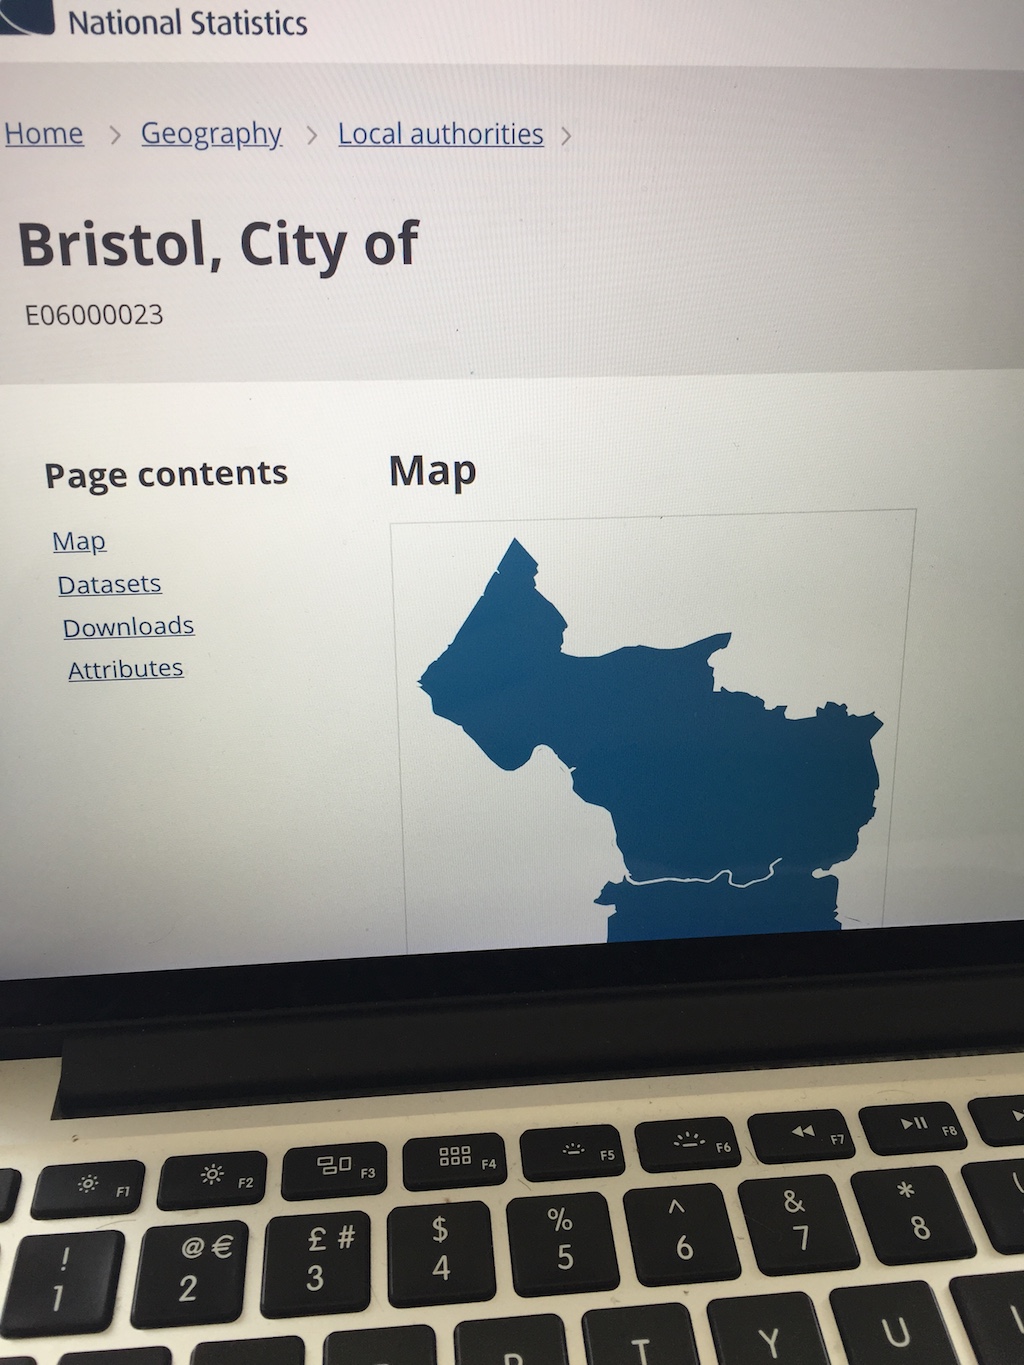 National Statistics
Home > Geography > Local authorities >
Bristol, City of
E06000023
Page contents
Map
Datasets
Downloads
Attributes
Map
F1 F2 F3 F4 F5 F6 F7 F8
! @ € £ # $ % ^ & *
1 2 3 4 5 6 7 8
T Y U